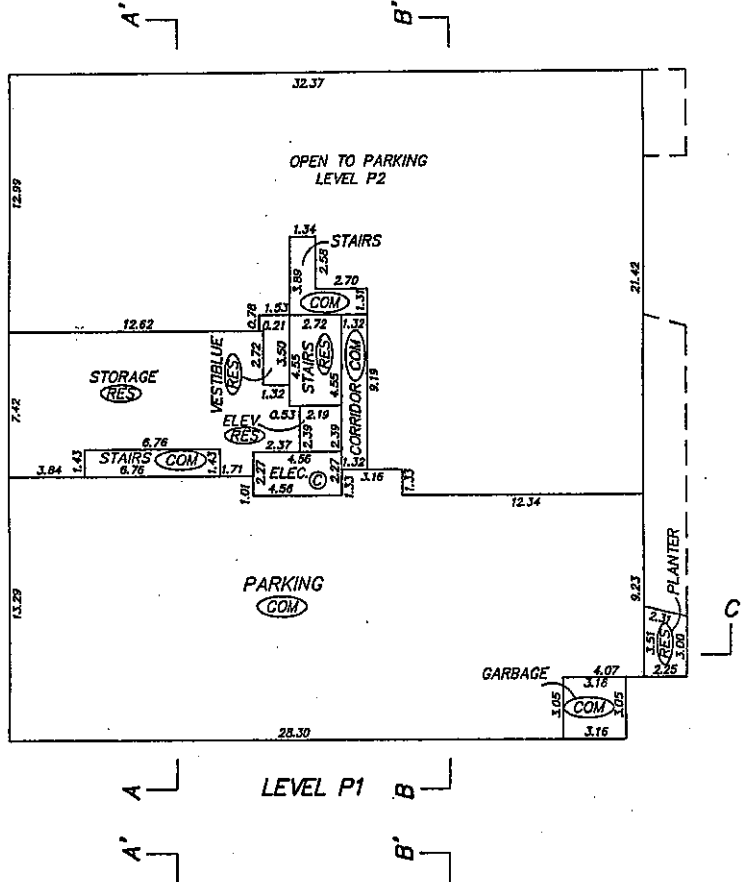 A'
B'
32.37
OPEN TO PARKING
LEVEL P2
12.99
1.34
STAIRS
3.89
2.58
2.70
21.42
COM
1.31
1.53
0.78
12.62
0.21
2.72
1.32
VESTIBLUE
RES
2.72
3.50
STAIRS
RES
4.55
4.55
CORRIDOR
COM
9.19
STORAGE
RES
7.42
1.32
0.53
2.19
ELEV.
RES
2.39
2.39
6.76
2.37
4.56
1.43
STAIRS
COM
1.43
3.84
6.76
1.71
2.27
ELEC.
C
2.27
1.32
3.16
1.01
4.56
1.33
1.33
12.34
PARKING
COM
13.29
9.23
PLANTER
2.31
3.51
RES
3.00
2.25
C
GARBAGE
4.07
3.16
3.05
COM
3.05
28.30
3.16
A
LEVEL P1
B
A'
B'